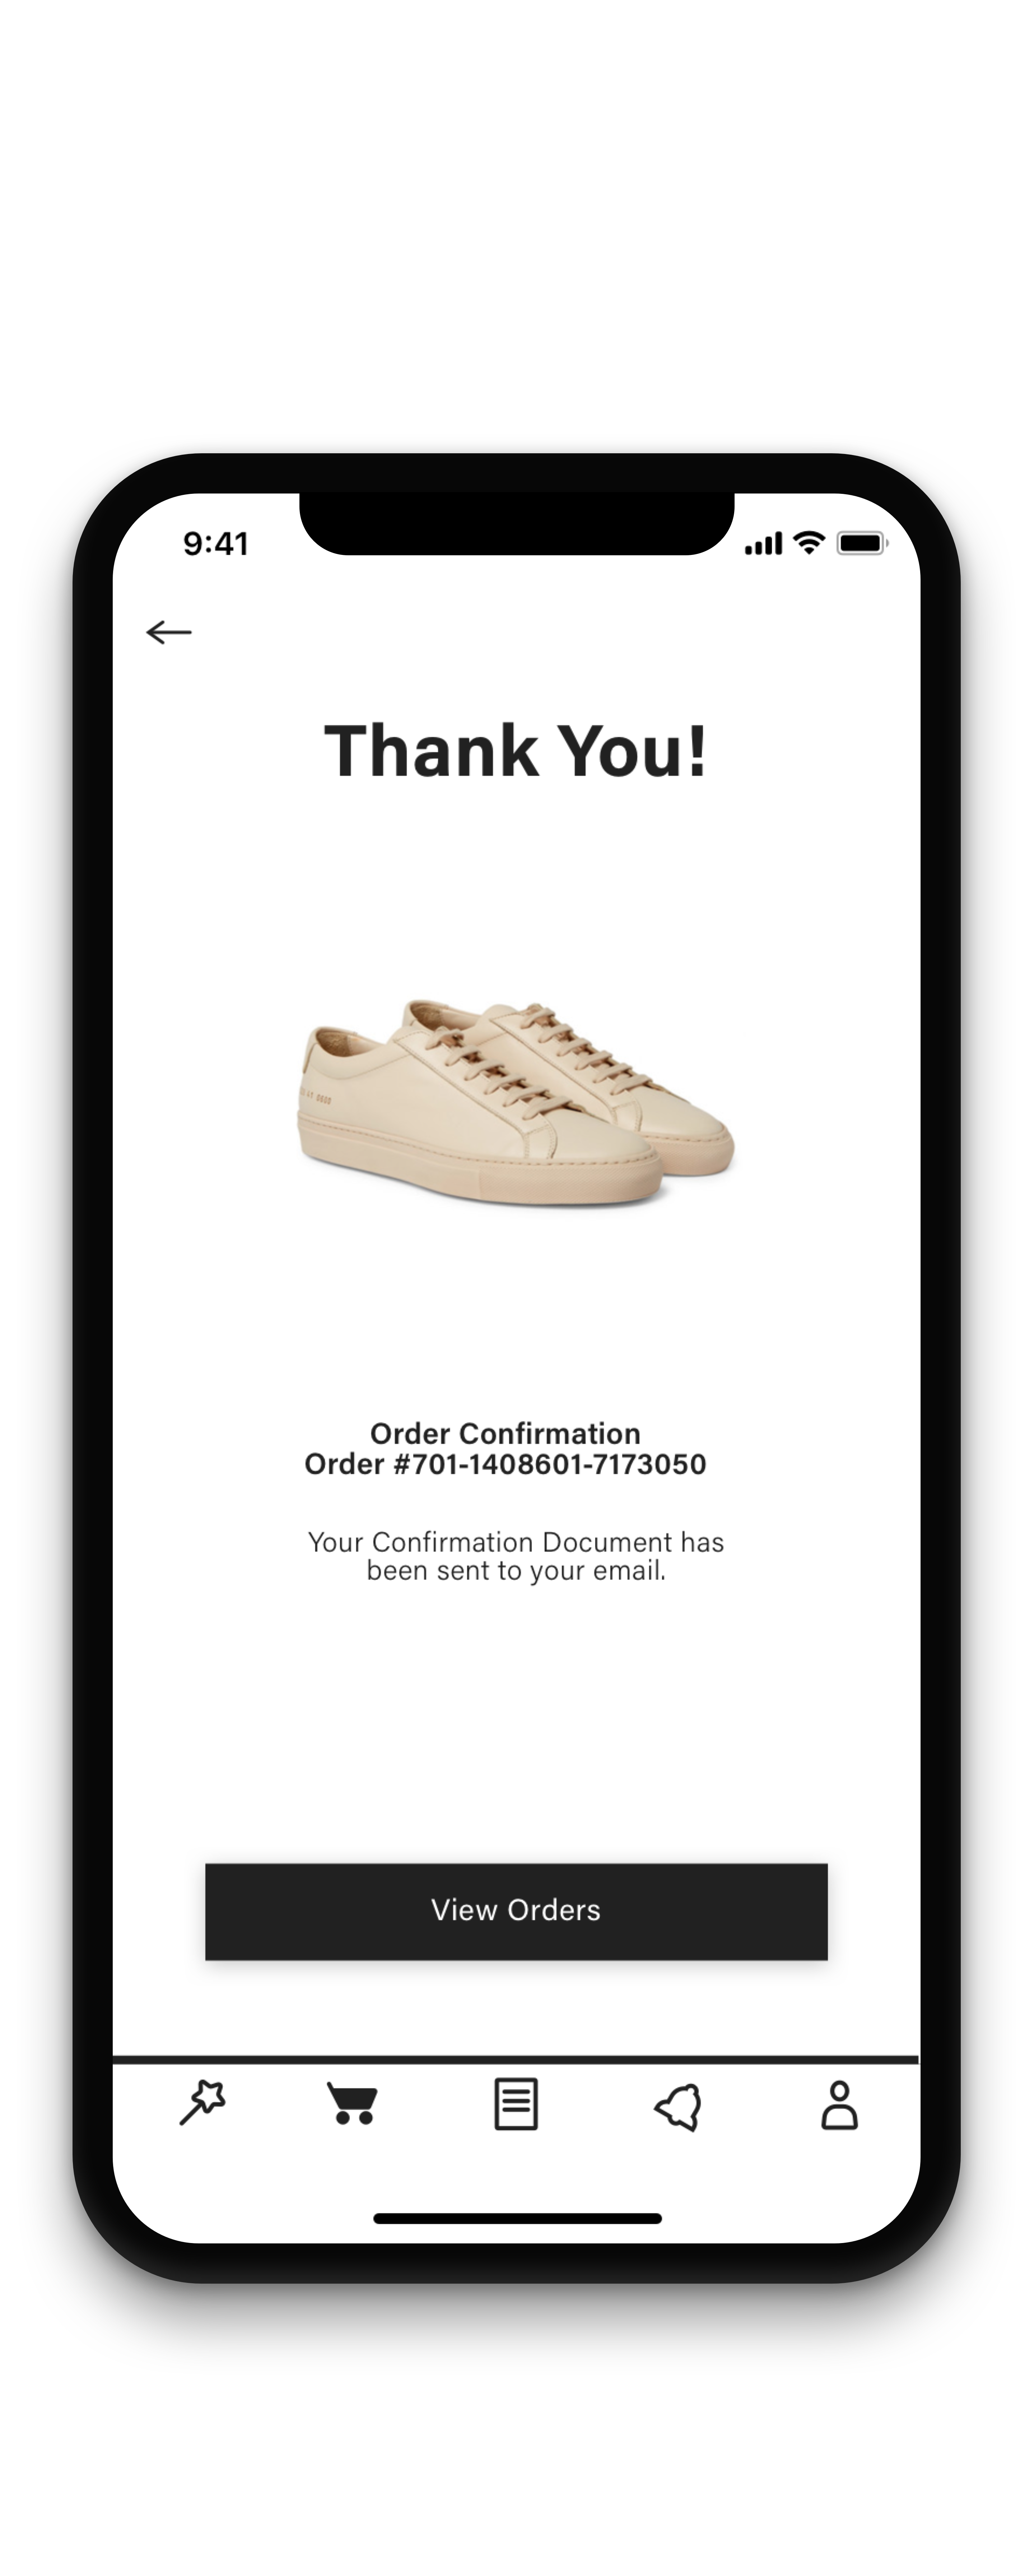 9:41
Thank You!
Order Confirmation
Order #701-1408601-7173050
Your Confirmation Document has
been sent to your email.
View Orders